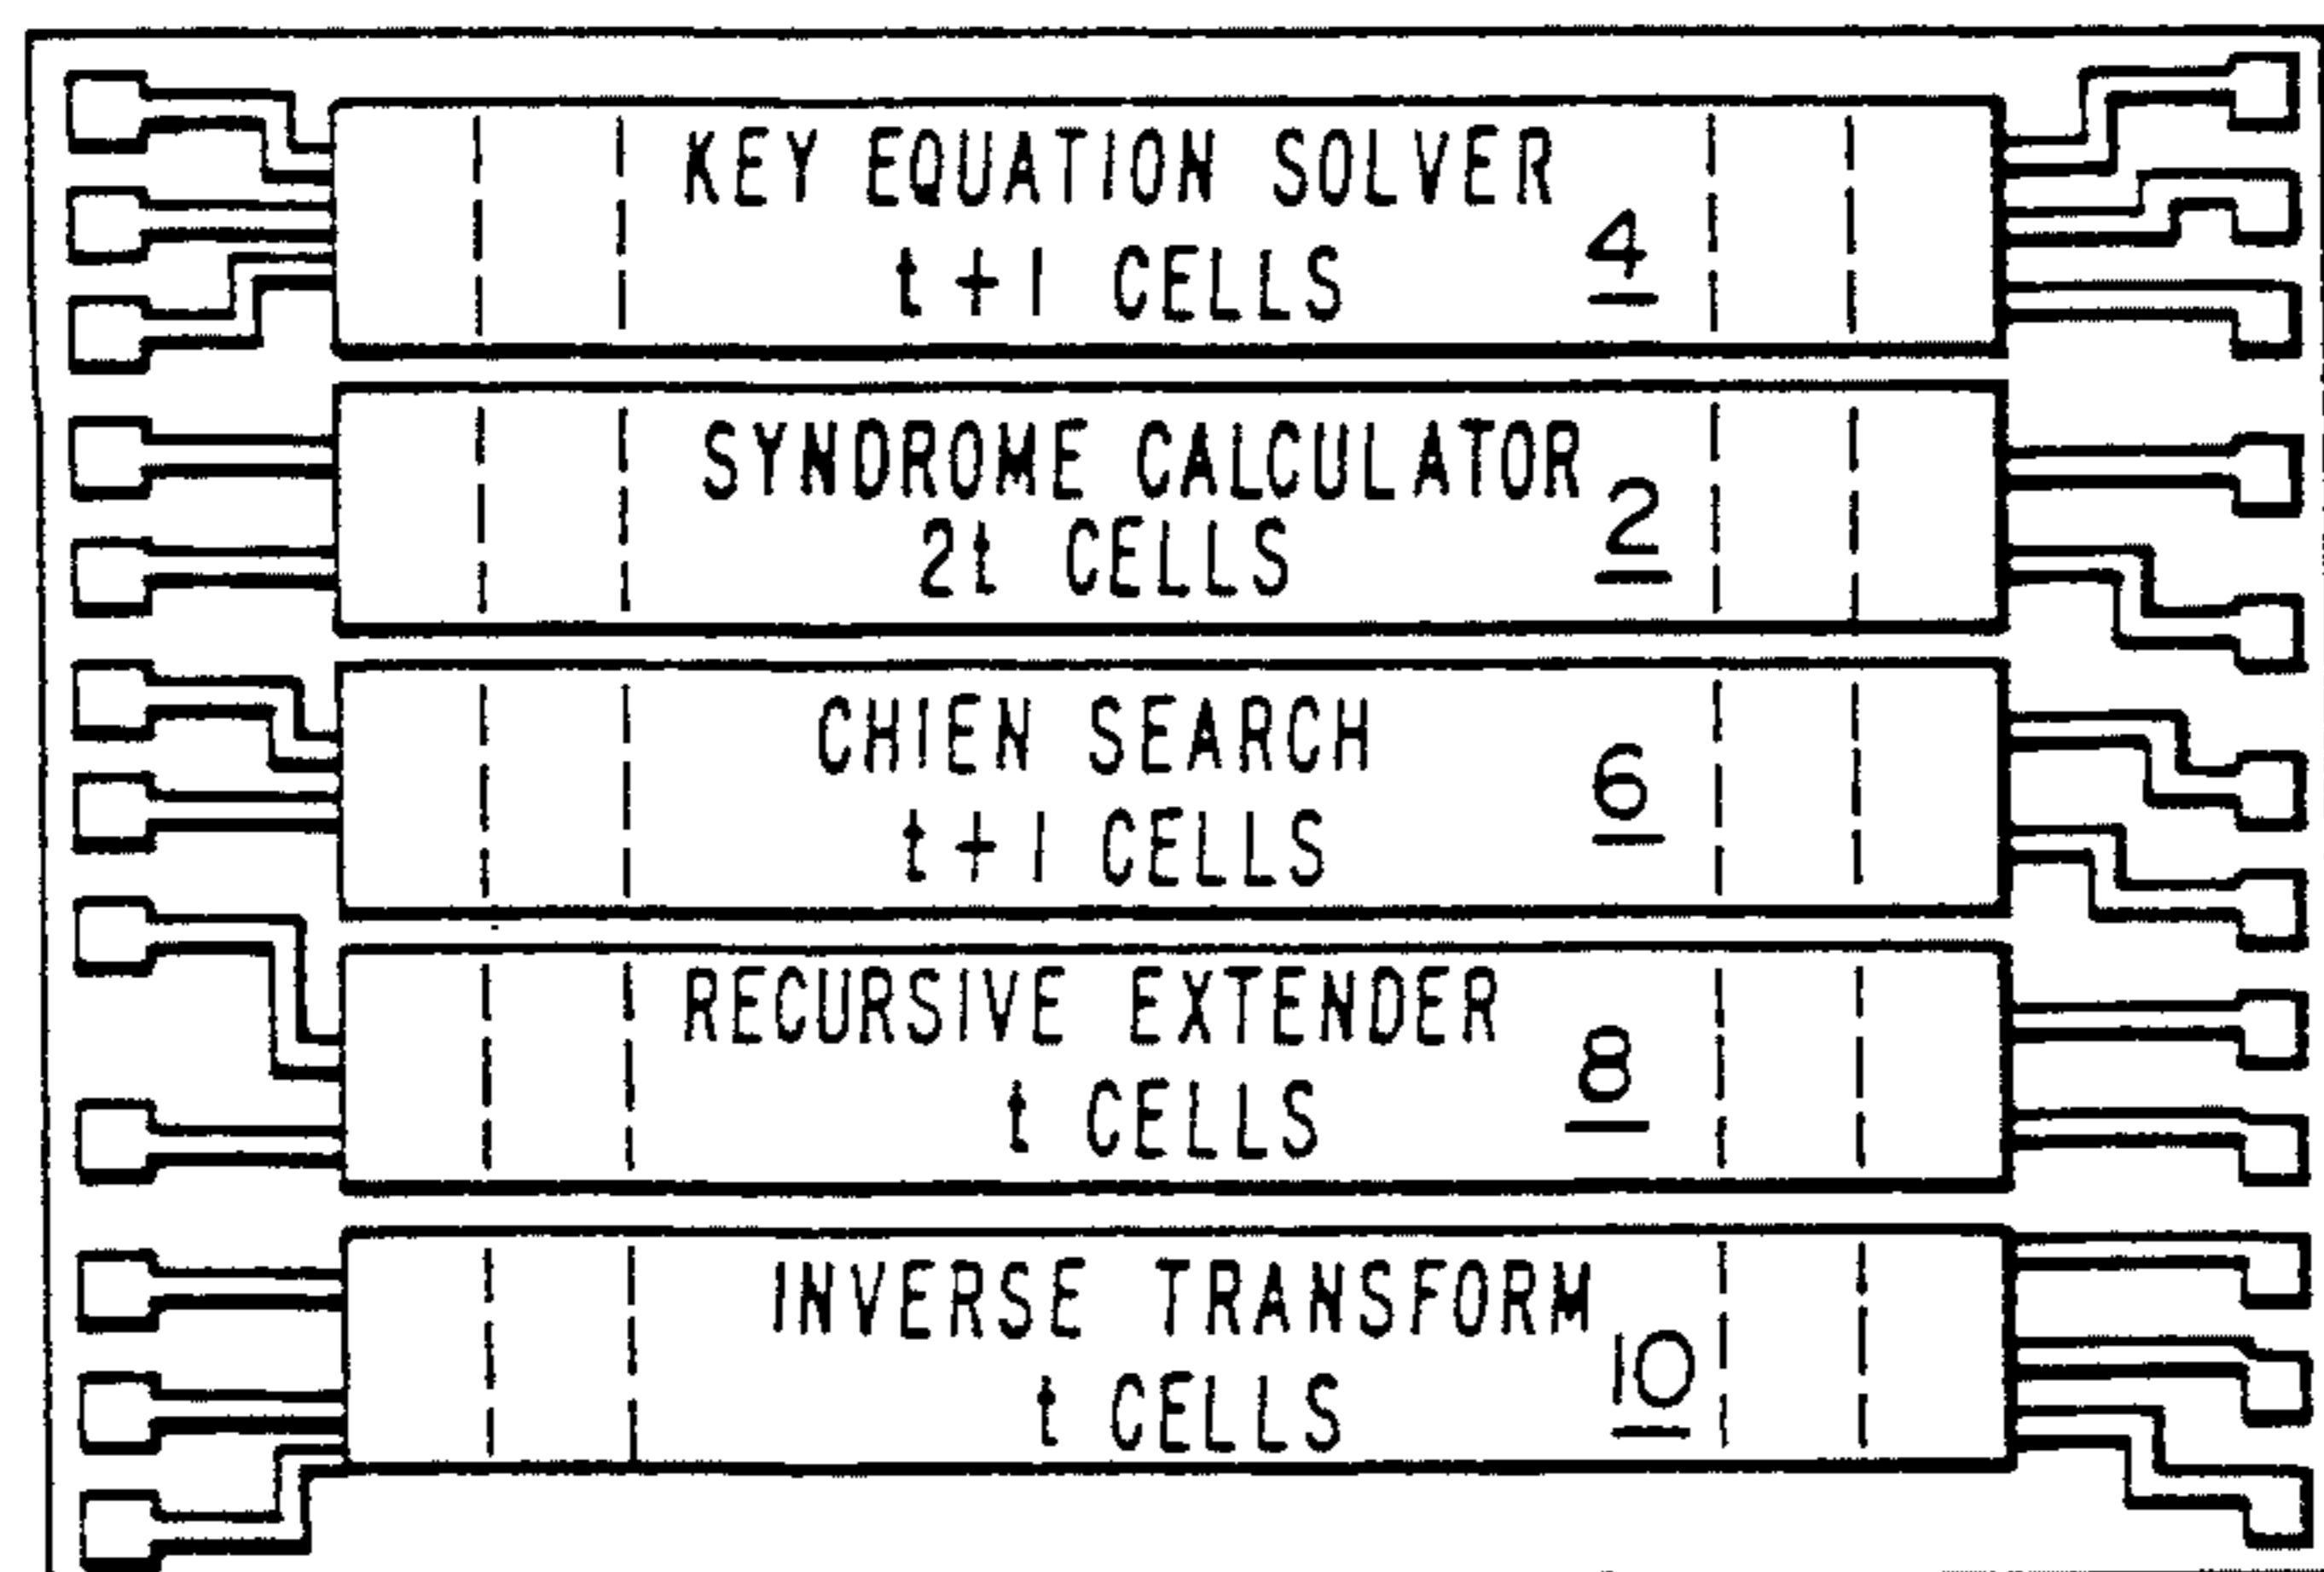 KEY EQUATION SOLVER
t + 1 CELLS 4
SYNDROME CALCULATOR
2t CELLS 2
CHIEN SEARCH
t + 1 CELLS 6
RECURSIVE EXTENDER
t CELLS 8
INVERSE TRANSFORM
t CELLS 10